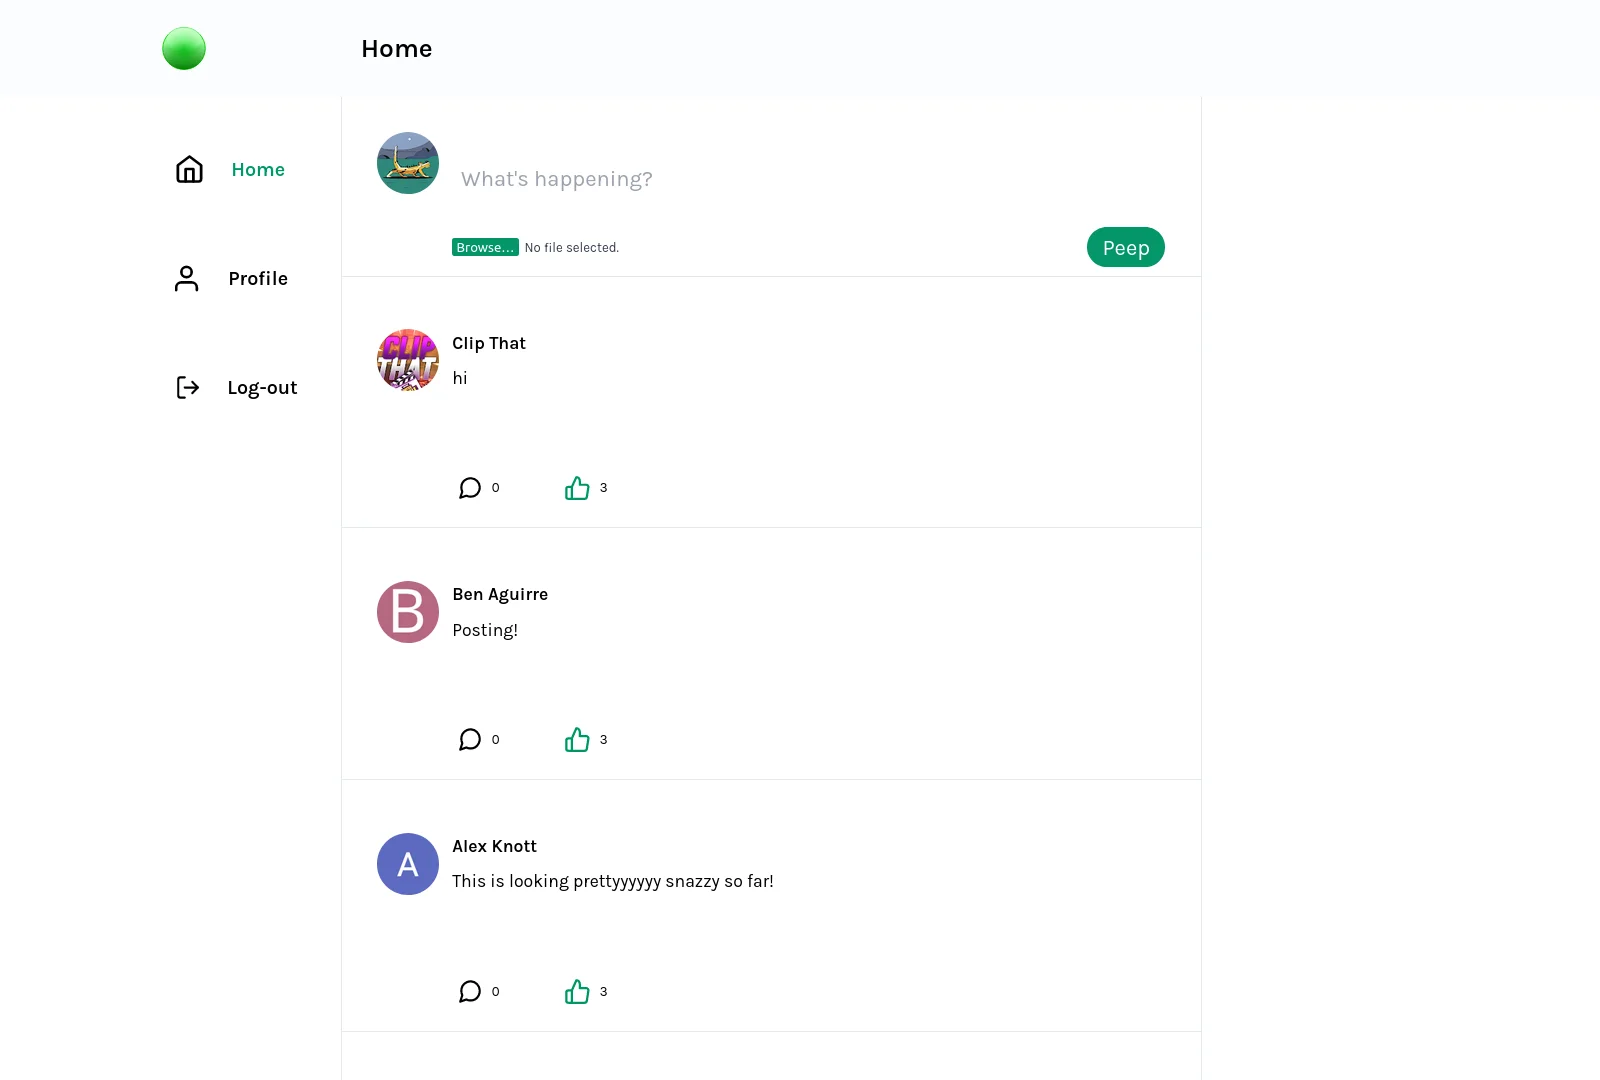 Home
Home
Profile
Log-out
What's happening?
Browse... No file selected.
Peep
CLIP
THAT
Clip That
hi
0 3
B
Ben Aguirre
Posting!
0 3
A
Alex Knott
This is looking prettyyyyyy snazzy so far!
0 3